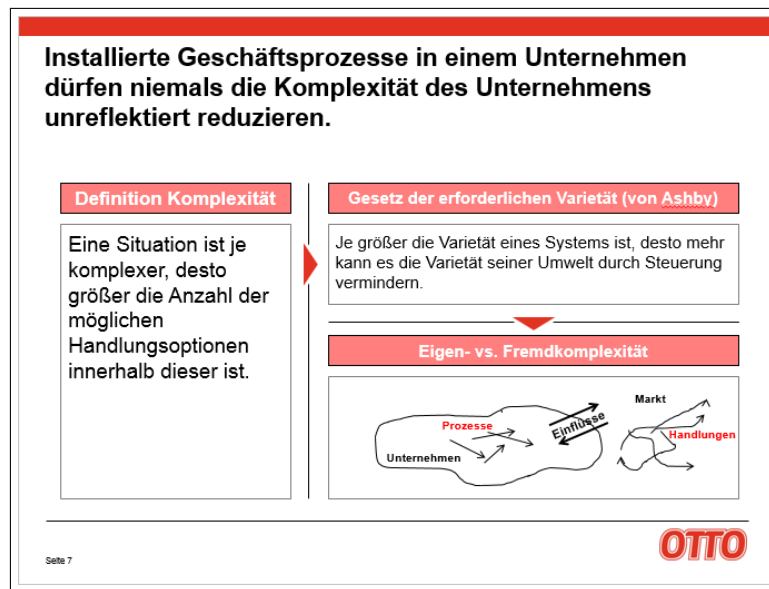 Installierte Geschäftsprozesse in einem Unternehmen
dürfen niemals die Komplexität des Unternehmens
unreflektiert reduzieren.
Definition Komplexität
Eine Situation ist je
komplexer, desto
größer die Anzahl der
möglichen
Handlungsoptionen
innerhalb dieser ist.
Gesetz der erforderlichen Varietät (von Ashby)
Je größer die Varietät eines Systems ist, desto mehr
kann es die Varietät seiner Umwelt durch Steuerung
vermindern.
Eigen- vs. Fremdkomplexität
Prozesse
Unternehmen
Einflüsse
Markt
Handlungen
Seite 7
OTTO